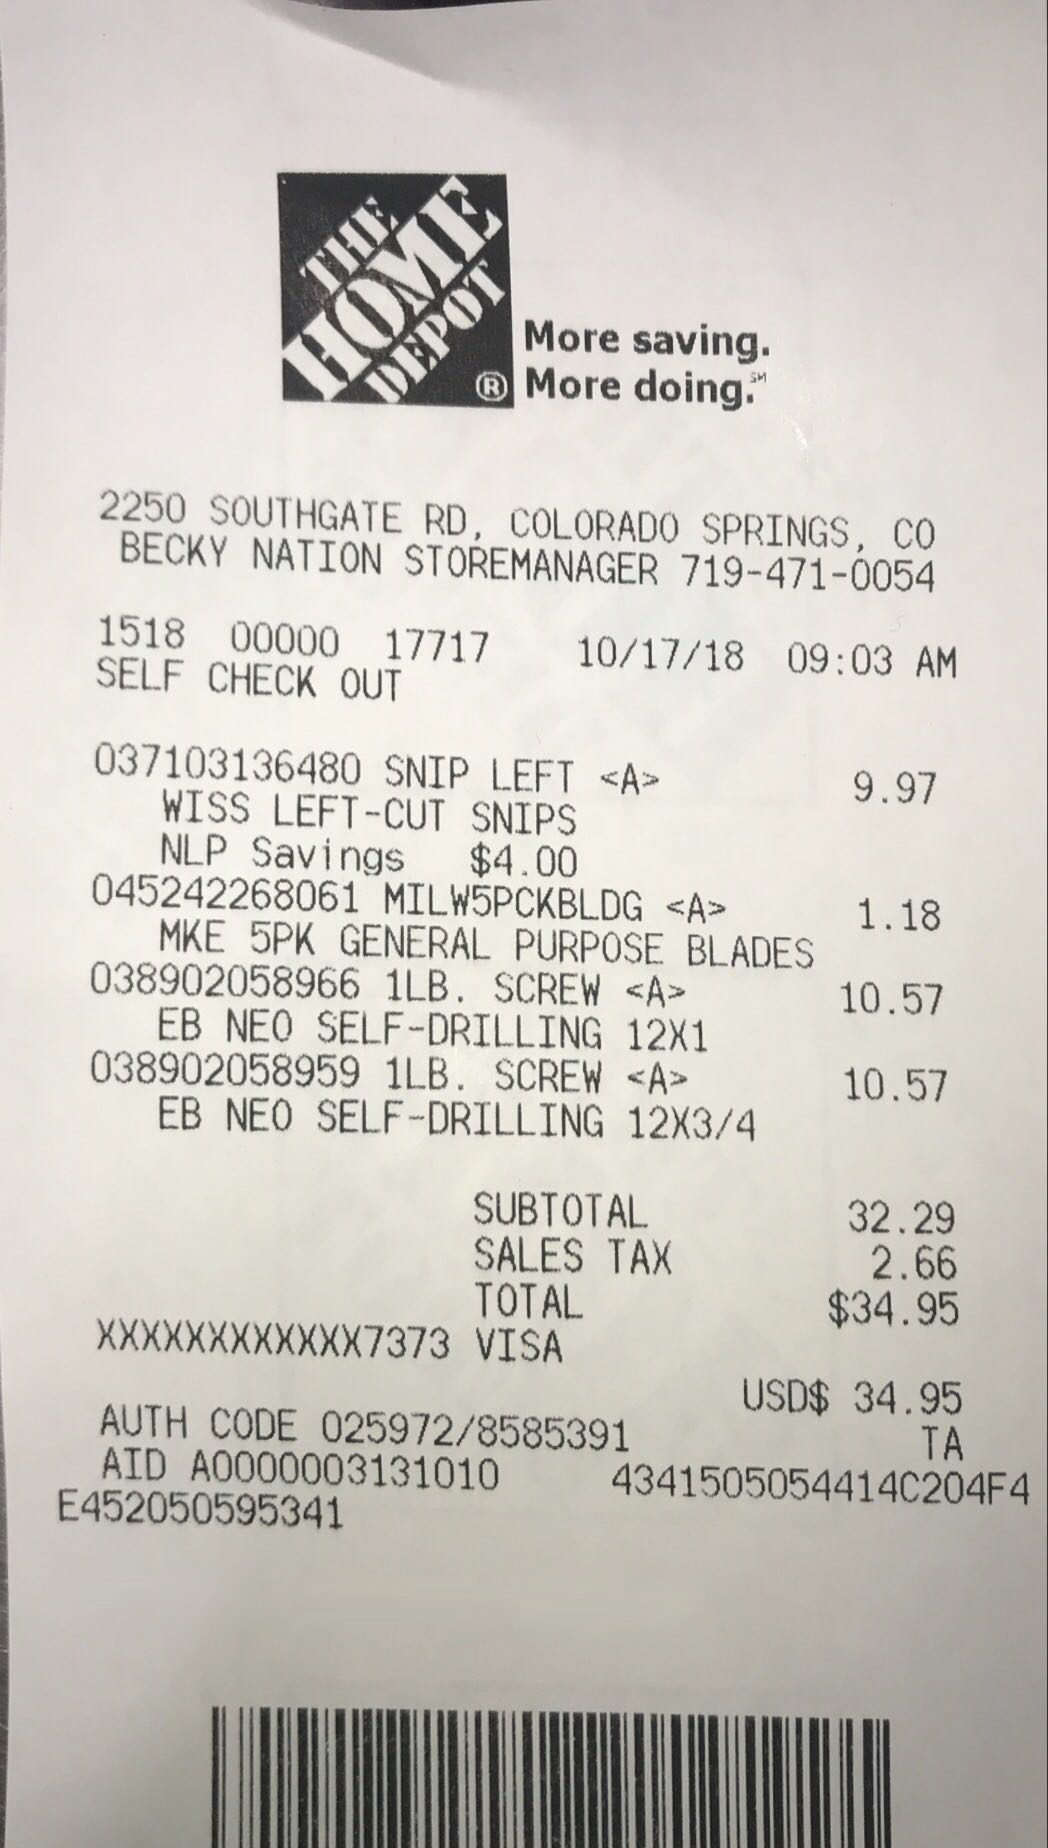 THE
HOME
DEPOT
®
More saving.
More doing.℠
2250 SOUTHGATE RD, COLORADO SPRINGS, CO
BECKY NATION STOREMANAGER 719-471-0054
1518 00000 17717 10/17/18 09:03 AM
SELF CHECK OUT
037103136480 SNIP LEFT <A> 9.97
WISS LEFT-CUT SNIPS
NLP Savings $4.00
045242268061 MILW5PCKBLDG <A> 1.18
MKE 5PK GENERAL PURPOSE BLADES
038902058966 1LB. SCREW <A> 10.57
EB NEO SELF-DRILLING 12X1
038902058959 1LB. SCREW <A> 10.57
EB NEO SELF-DRILLING 12X3/4
SUBTOTAL 32.29
SALES TAX 2.66
TOTAL $34.95
XXXXXXXXXXXX7373 VISA
USD$ 34.95
AUTH CODE 025972/8585391 TA
AID A0000003131010 4341505054414C204F4
E452050595341